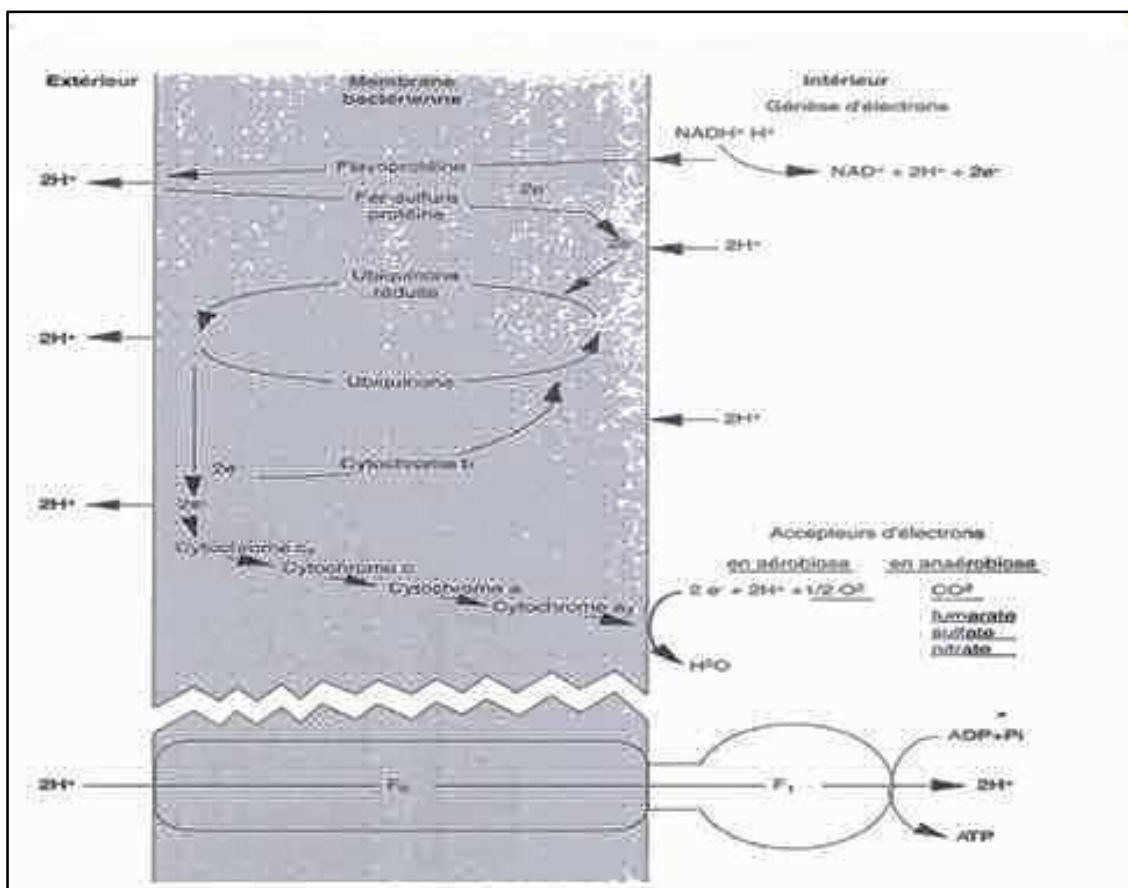 Extérieur
Membrane
bactérienne
Intérieur
Génèse d'électrons
NADH⁺ H⁺
NAD⁺ + 2H⁺ + 2e⁻
2H⁺
Flavoprotéine
Fer-sulfure
protéine
2e⁻
2H⁺
Ubiquinone
réduite
2H⁺
Ubiquinone
2H⁺
Cytochrome b
2e⁻
2H⁺
Accepteurs d'électrons
en aérobiose
en anaérobiose
Cytochrome
Cytochrome c
Cytochrome a
Cytochrome a₃
2 e⁻ + 2H⁺ + 1/2 O²
CO²
fumarate
sulfate
nitrate
H²O
ADP+Pi
2H⁺
F₀
F₁
2H⁺
ATP